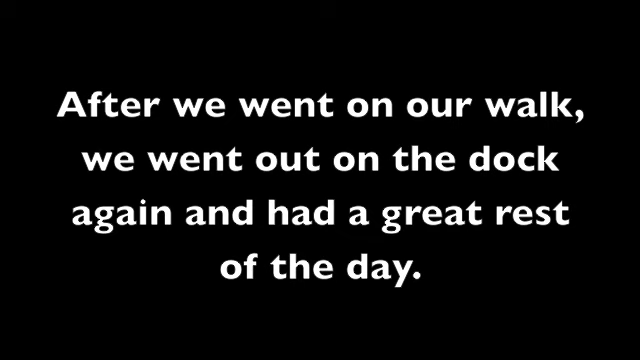 After we went on our walk,
we went out on the dock
again and had a great rest
of the day.